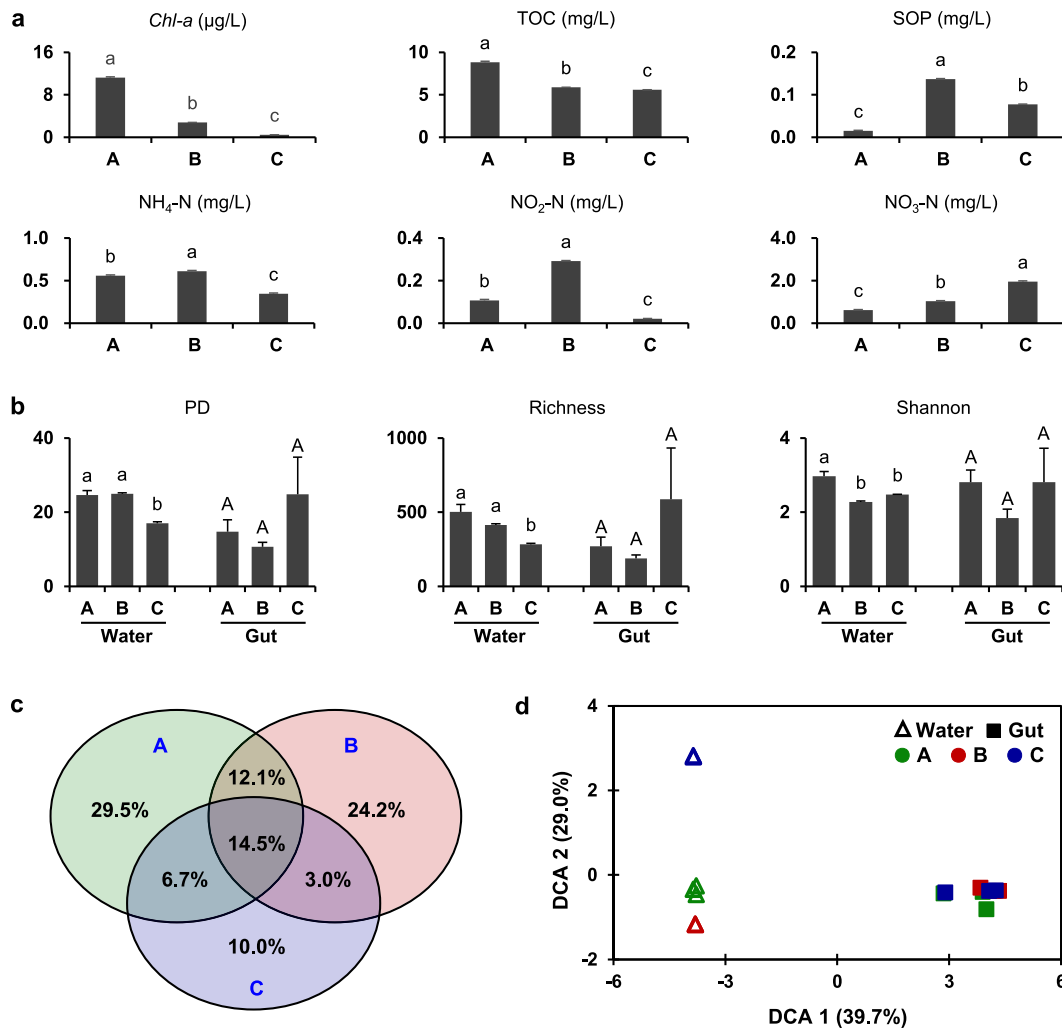 a
Chl-a (µg/L)
TOC (mg/L)
SOP (mg/L)
16
12
8
4
0
a
b
c
A
B
C
10
5
0
a
b
c
A
B
C
0.2
0.1
0.0
c
a
b
A
B
C
NH4-N (mg/L)
NO2-N (mg/L)
NO3-N (mg/L)
1.0
0.5
0.0
b
a
c
A
B
C
0.4
0.2
0.0
b
a
c
A
B
C
4.0
2.0
0.0
c
b
a
A
B
C
b
PD
Richness
Shannon
40
20
0
a
a
b
A
A
A
A B C A B C
Water Gut
1000
500
0
a
a
b
A
A
A
A B C A B C
Water Gut
4
2
0
a
b
b
A
A
A
A B C A B C
Water Gut
c
A
B
12.1%
29.5%
24.2%
14.5%
6.7%
3.0%
10.0%
C
d
DCA 2 (29.0%)
4
2
0
-2
Water Gut
A B C
-6 -3 0 3 6
DCA 1 (39.7%)